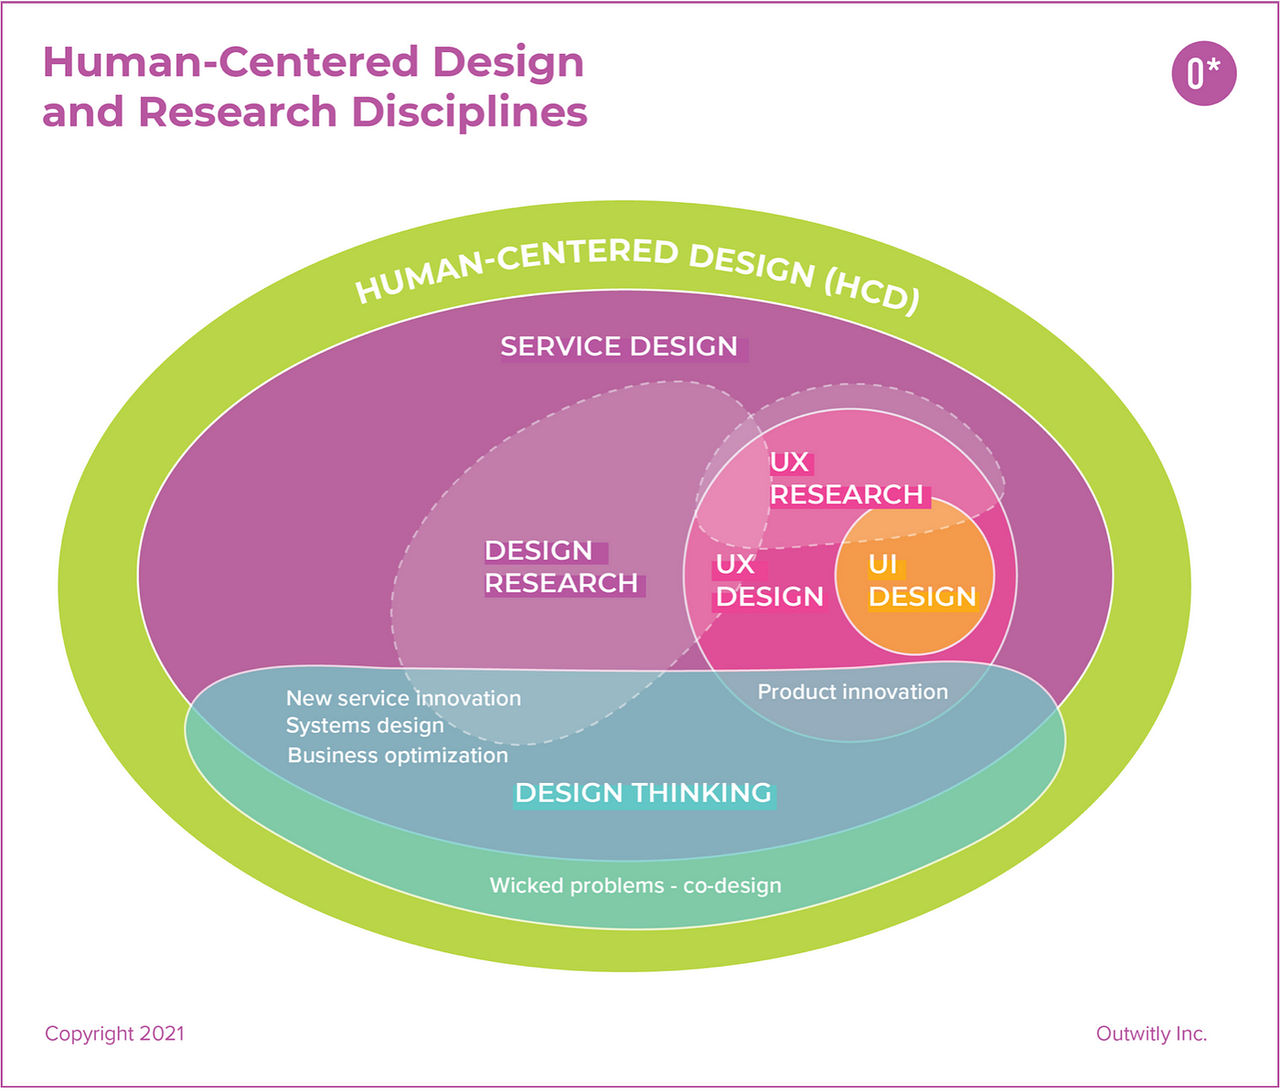 Human-Centered Design
and Research Disciplines
0*
HUMAN-CENTERED DESIGN (HCD)
SERVICE DESIGN
UX
RESEARCH
DESIGN
RESEARCH
UX
DESIGN
UI
DESIGN
New service innovation
Systems design
Business optimization
Product innovation
DESIGN THINKING
Wicked problems - co-design
Copyright 2021
Outwitly Inc.